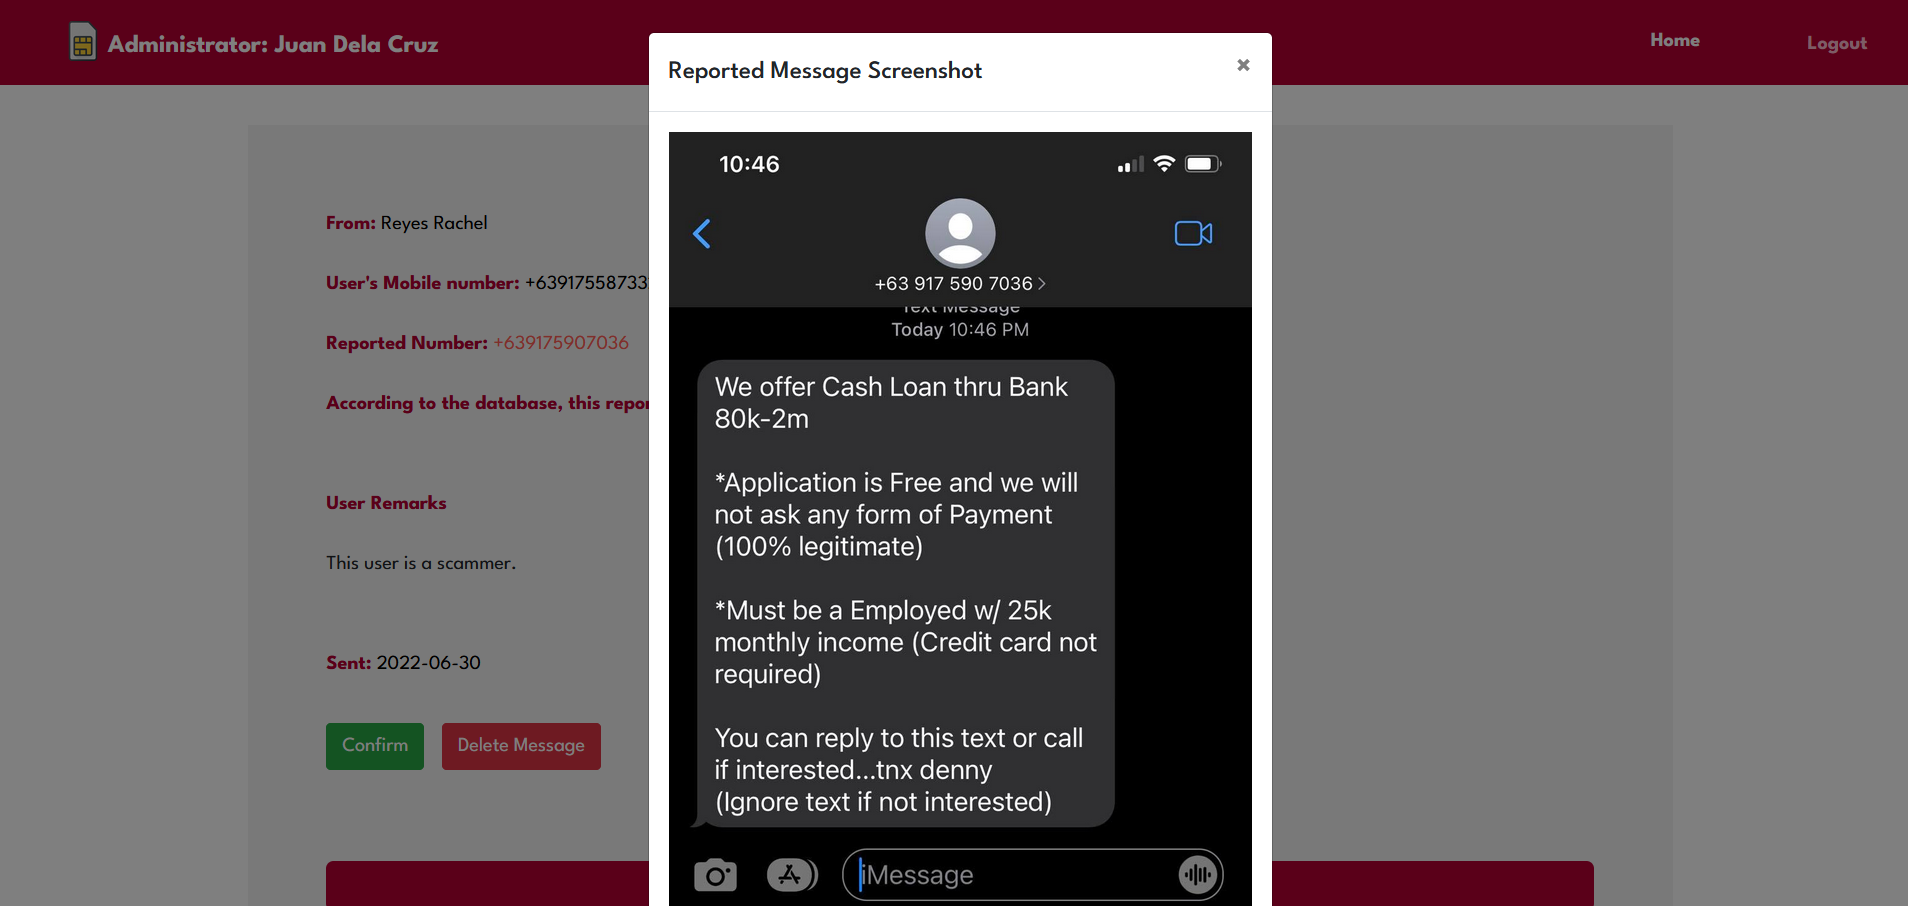 Administrator: Juan Dela Cruz
Home
Logout
Reported Message Screenshot
×
From: Reyes Rachel
User's Mobile number: +63917558733
Reported Number: +639175907036
According to the database, this
User Remarks
This user is a scammer.
Sent: 2022-06-30
Confirm
Delete Message
10:46
+63 917 590 7036
Text Message
Today 10:46 PM
We offer Cash Loan thru Bank
80k-2m
*Application is Free and we will
not ask any form of Payment
(100% legitimate)
*Must be a Employed w/ 25k
monthly income (Credit card not
required)
You can reply to this text or call
if interested...tnx denny
(Ignore text if not interested)
iMessage